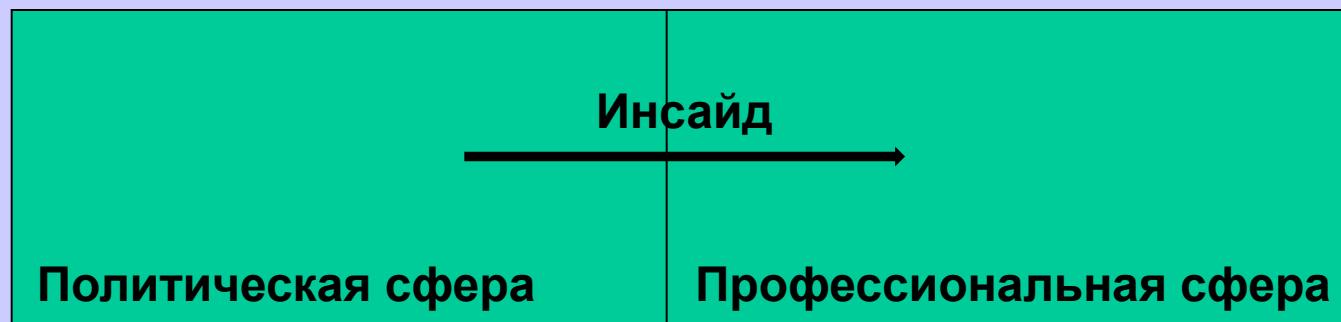 Инсайд
Политическая сфера
Профессиональная сфера